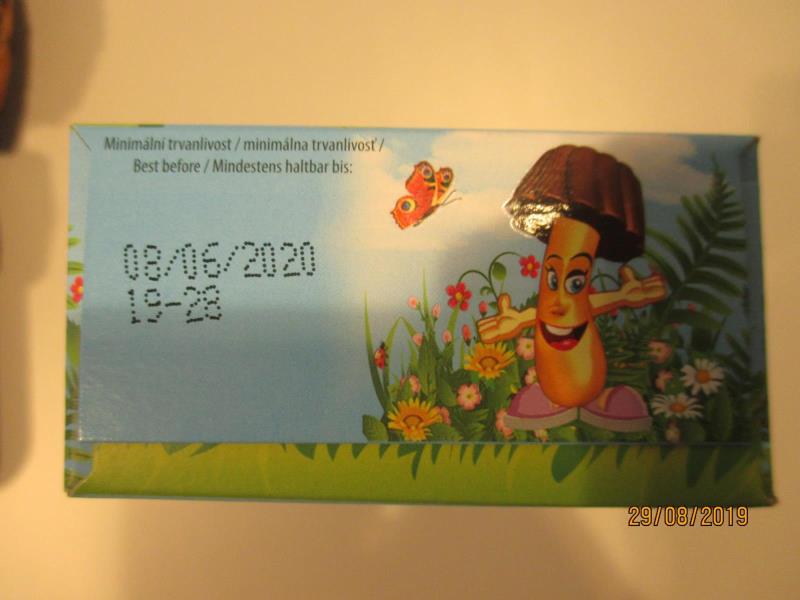 Minimální trvanlivost / minimálna trvanlivosť /
Best before / Mindestens haltbar bis:
08/06/2020
19-28
29/08/2019